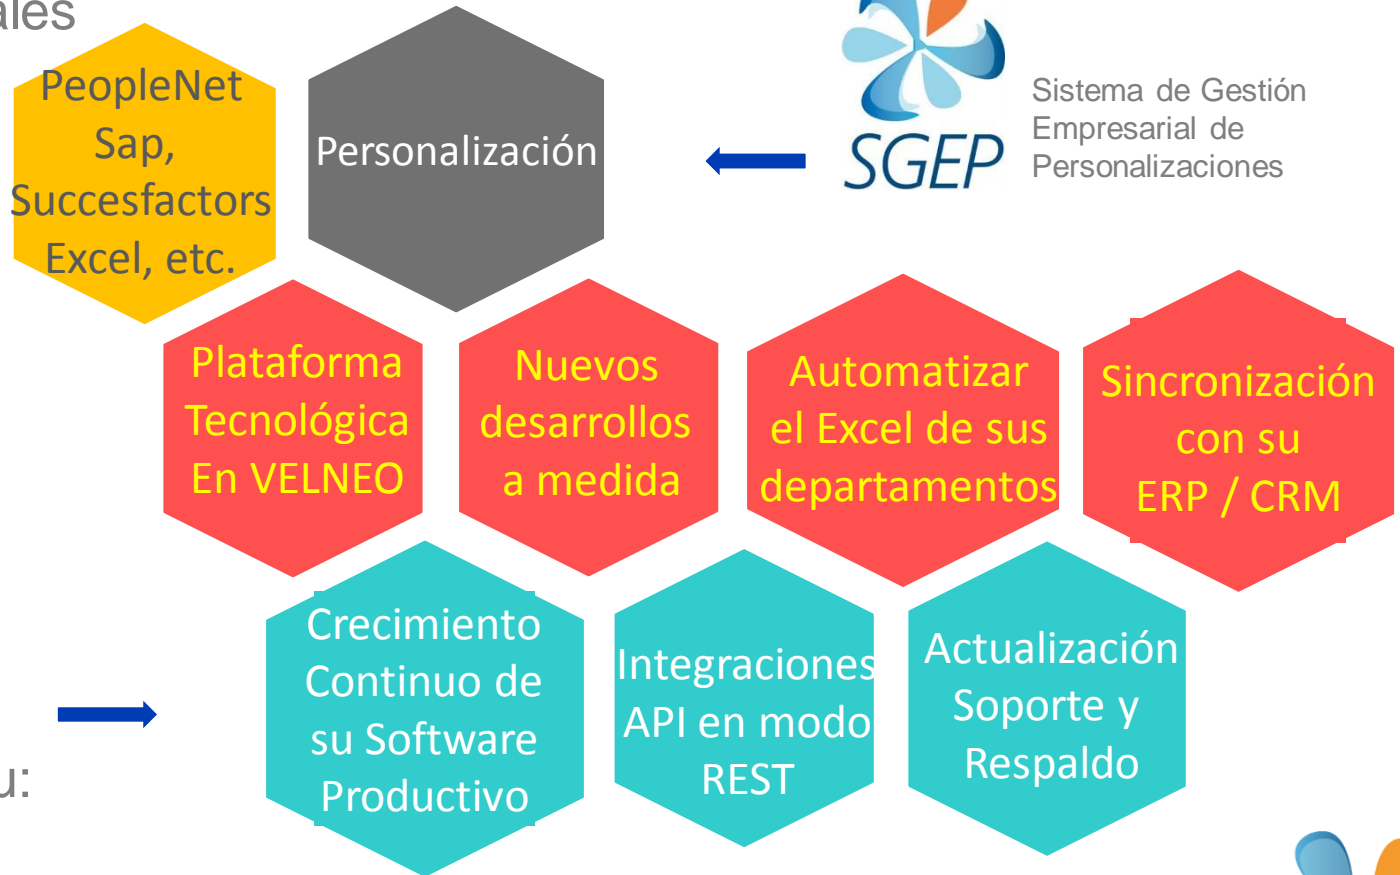 ales
PeopleNet
Sap,
Succesfactors
Excel, etc.
Personalización
SGEP
Sistema de Gestión
Empresarial de
Personalizaciones
Plataforma
Tecnológica
En VELNEO
Nuevos
desarrollos
a medida
Automatizar
el Excel de sus
departamentos
Sincronización
con su
ERP / CRM
Crecimiento
Continuo de
su Software
Productivo
Integraciones
API en modo
REST
Actualización
Soporte y
Respaldo
u: